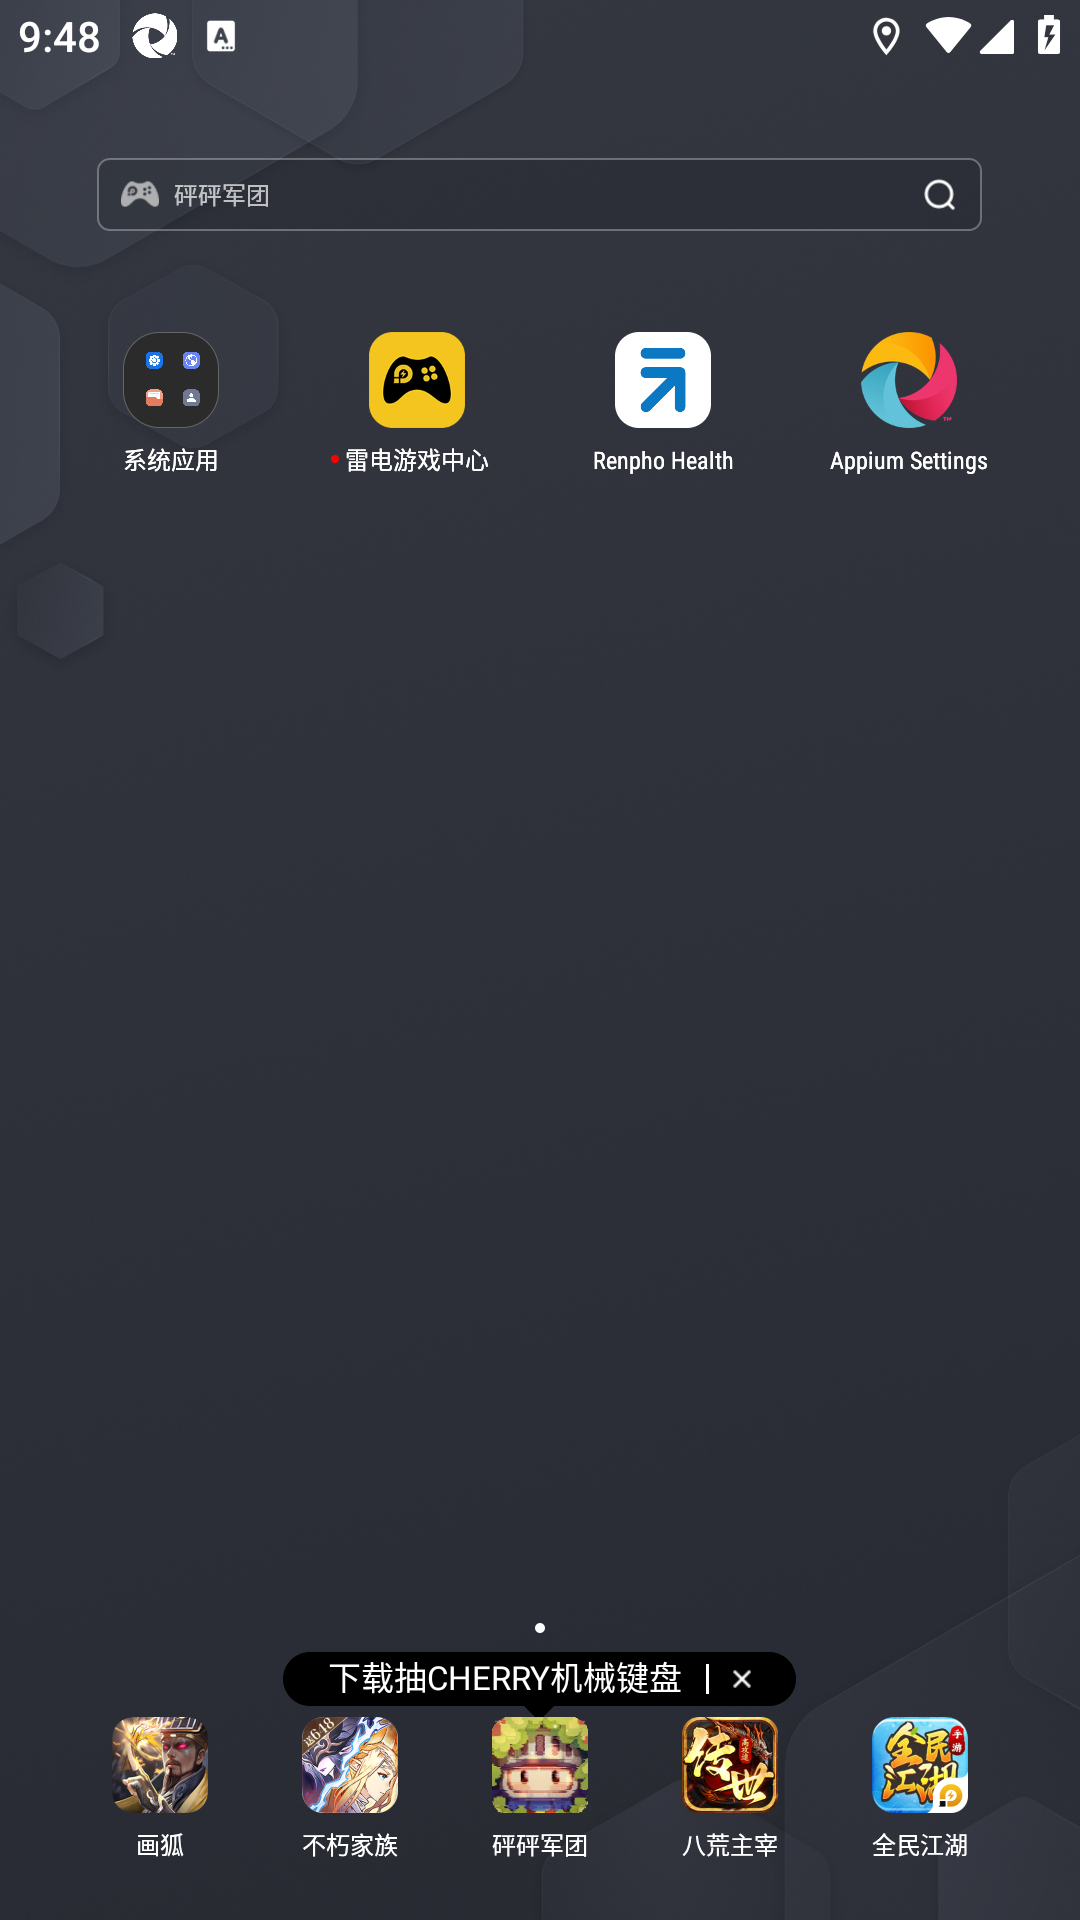 9:48
砰砰军团
系统应用
雷电游戏中心
Renpho Health
Appium Settings
下载抽CHERRY机械键盘
画狐
不朽家族
砰砰军团
八荒主宰
全民江湖